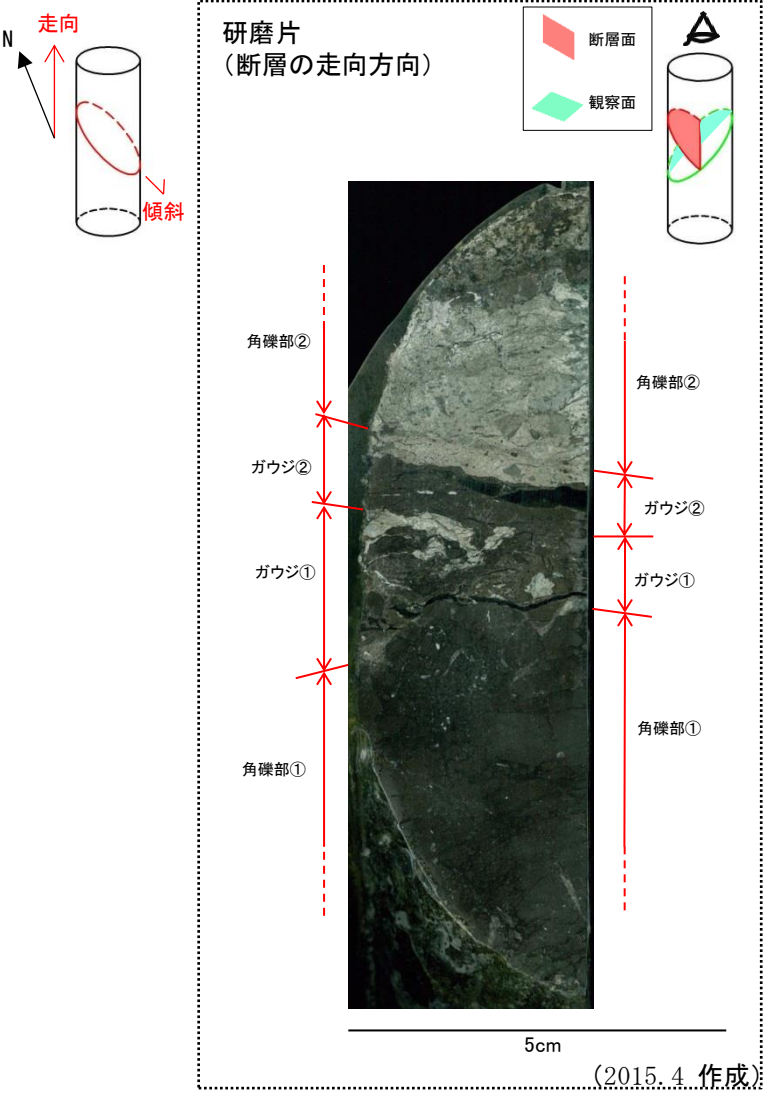 走向
N
傾斜
研磨片
(断層の走向方向)
断層面
観察面
角礫部②
ガウジ②
ガウジ①
角礫部①
角礫部②
ガウジ②
ガウジ①
角礫部①
5cm
(2015.4 作成)